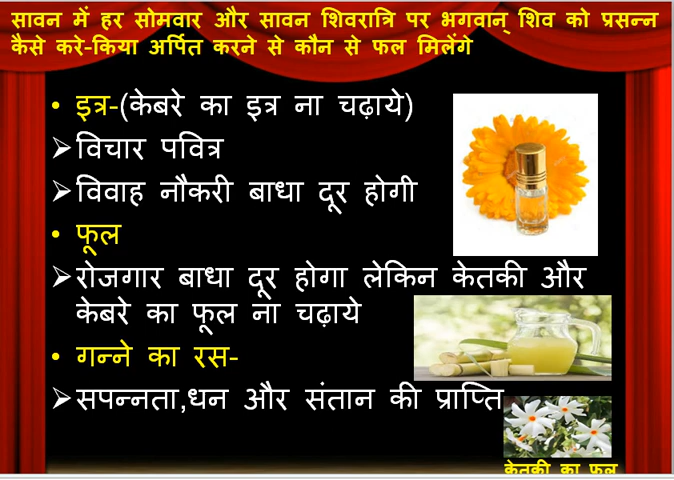 सावन में हर सोमवार और सावन शिवरात्रि पर भगवान् शिव को प्रसन्न
कैसे करे-किया अर्पित करने से कौन से फल मिलेंगे
• इत्र-(केबरे का इत्र ना चढ़ाये)
➢ विचार पवित्र
➢ विवाह नौकरी बाधा दूर होगी
• फूल
➢ रोजगार बाधा दूर होगा लेकिन केतकी और
केबरे का फूल ना चढ़ाये
• गन्ने का रस-
➢ सपन्नता,धन और संतान की प्राप्ति
केतकी का फूल